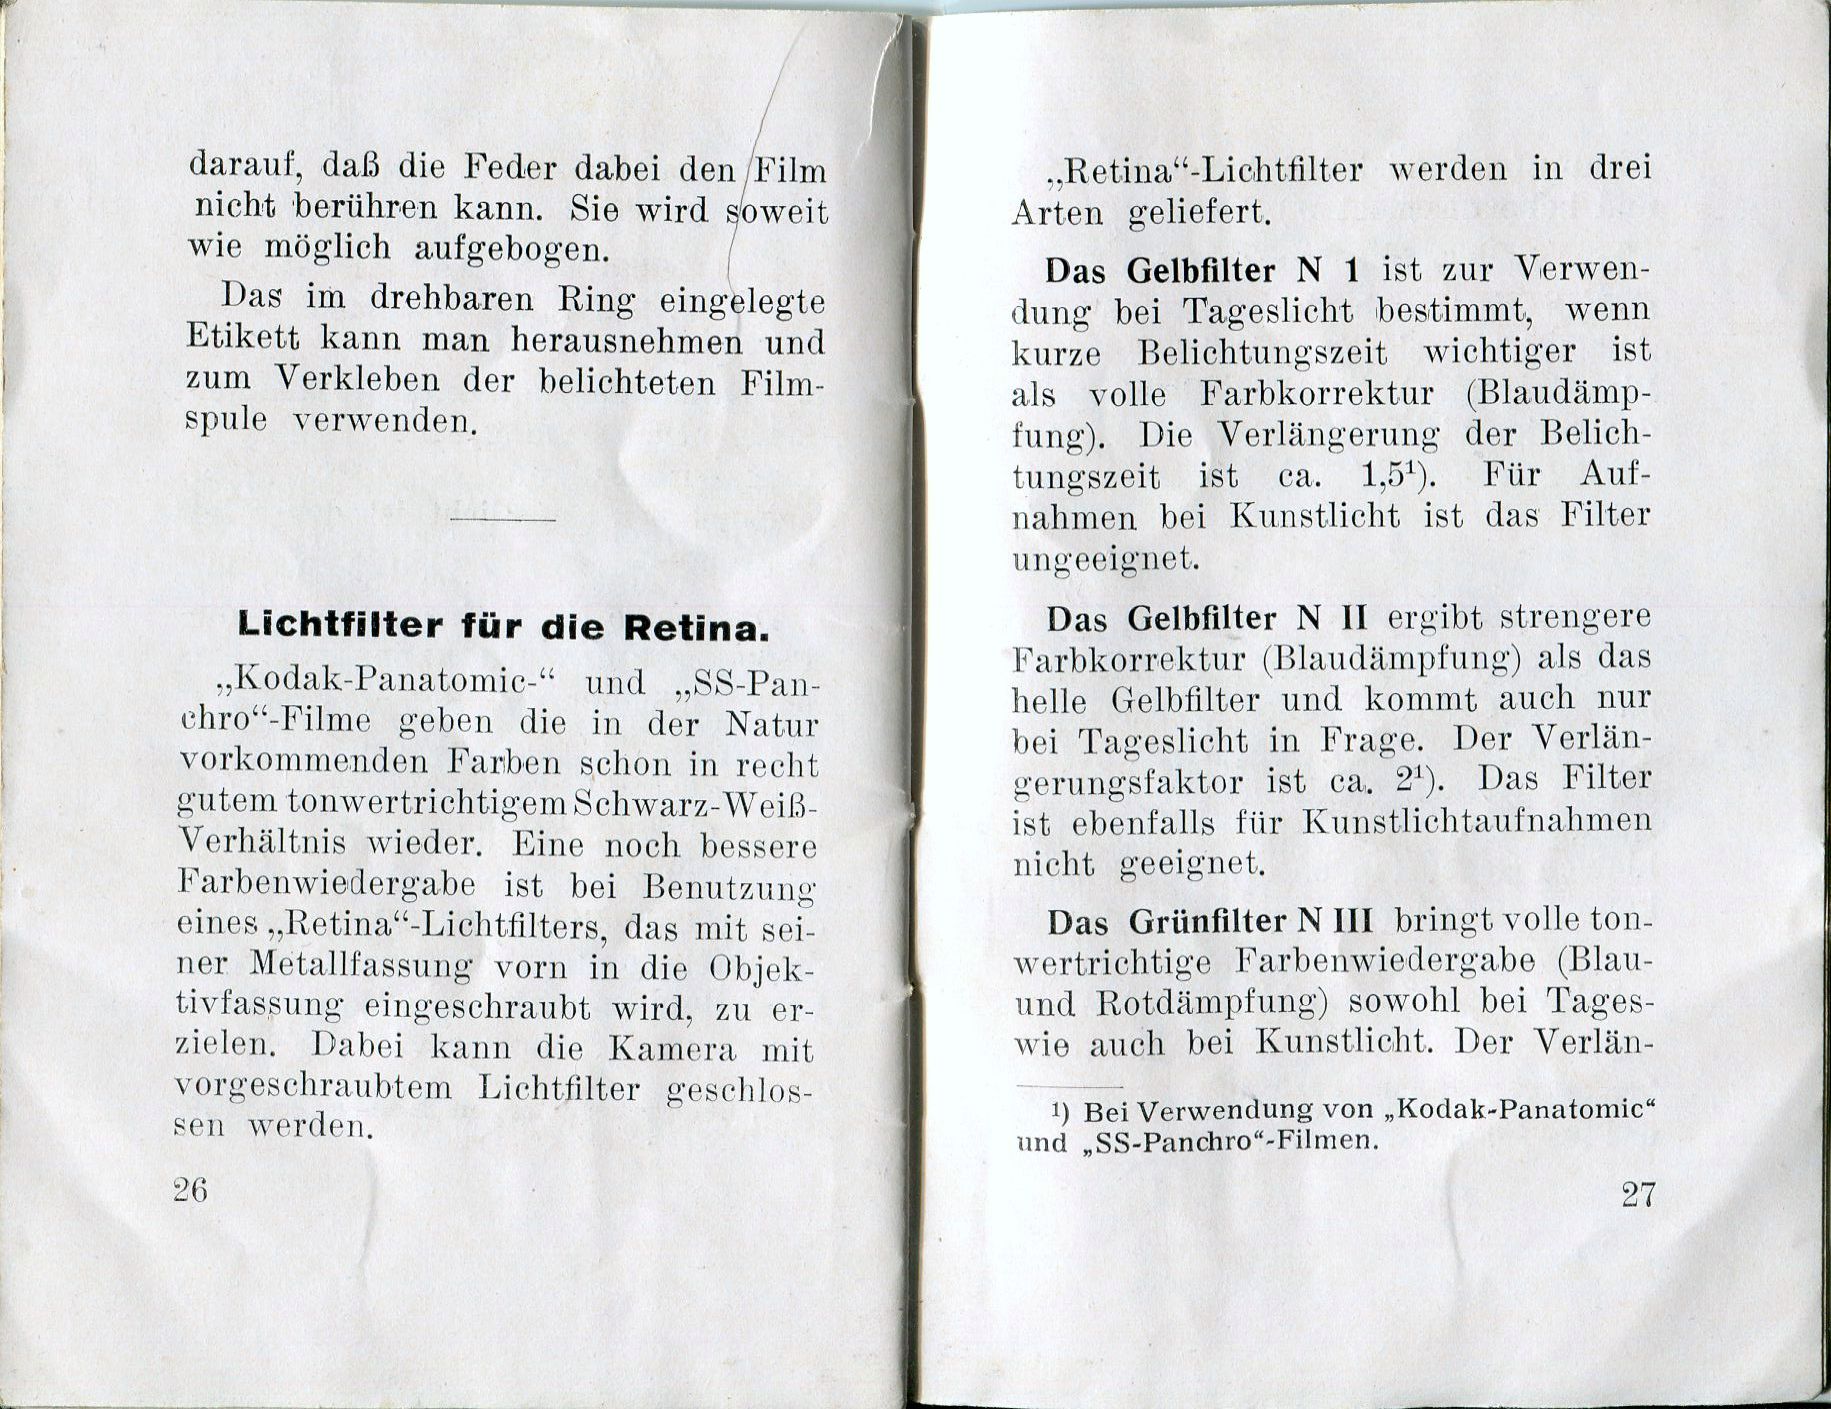 darauf, daß die Feder dabei den Film
nicht berühren kann. Sie wird soweit
wie möglich aufgebogen.
Das im drehbaren Ring eingelegte
Etikett kann man herausnehmen und
zum Verkleben der belichteten Film-
spule verwenden.
Lichtfilter für die Retina.
„Kodak-Panatomic-“ und „SS-Pan-
chro“-Filme geben die in der Natur
vorkommenden Farben schon in recht
gutem tonwertrichtigem Schwarz-Weiß-
Verhältnis wieder. Eine noch bessere
Farbenwiedergabe ist bei Benutzung
eines „Retina“-Lichtfilters, das mit sei-
ner Metallfassung vorn in die Objek-
tivfassung eingeschraubt wird, zu er-
zielen. Dabei kann die Kamera mit
vorgeschraubtem Lichtfilter geschlos-
sen werden.
26
„Retina“-Lichtfilter werden in drei
Arten geliefert.
Das Gelbfilter N 1 ist zur Verwen-
dung bei Tageslicht bestimmt, wenn
kurze Belichtungszeit wichtiger ist
als volle Farbkorrektur (Blaudämp-
fung). Die Verlängerung der Belich-
tungszeit ist ca. 1,5¹). Für Auf-
nahmen bei Kunstlicht ist das Filter
ungeeignet.
Das Gelbfilter N II ergibt strengere
Farbkorrektur (Blaudämpfung) als das
helle Gelbfilter und kommt auch nur
bei Tageslicht in Frage. Der Verlän-
gerungsfaktor ist ca. 2¹). Das Filter
ist ebenfalls für Kunstlichtaufnahmen
nicht geeignet.
Das Grünfilter N III bringt volle ton-
wertrichtige Farbenwiedergabe (Blau-
und Rotdämpfung) sowohl bei Tages-
wie auch bei Kunstlicht. Der Verlän-
¹) Bei Verwendung von „Kodak-Panatomic“
und „SS-Panchro“-Filmen.
27